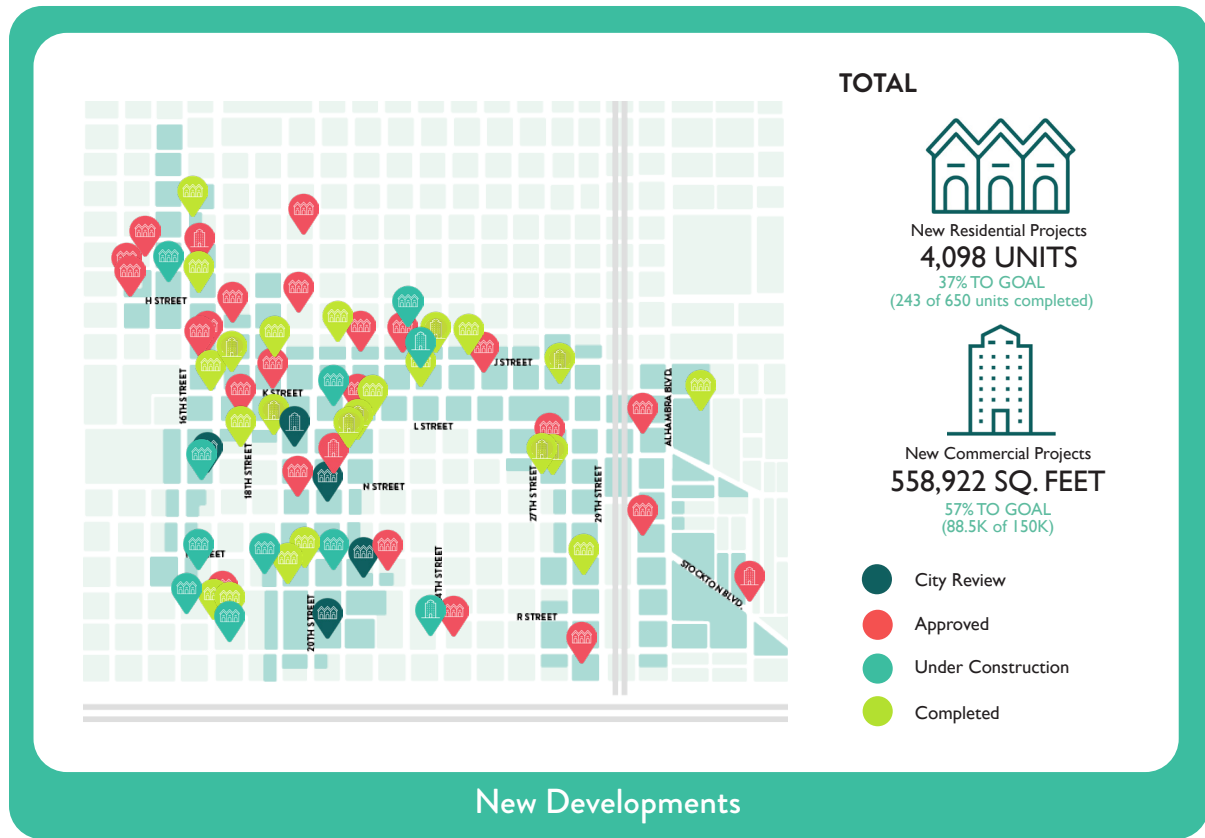 TOTAL
New Residential Projects
4,098 UNITS
37% TO GOAL
(243 of 650 units completed)
New Commercial Projects
558,922 SQ. FEET
57% TO GOAL
(88.5K of 150K)
City Review
Approved
Under Construction
Completed
H STREET
J STREET
16TH STREET
K STREET
ALHAMBRA BLVD.
L STREET
18TH STREET
N STREET
27TH STREET
29TH STREET
STREET
4TH STREET
STOCKTON BLVD.
20TH STREET
R STREET
New Developments